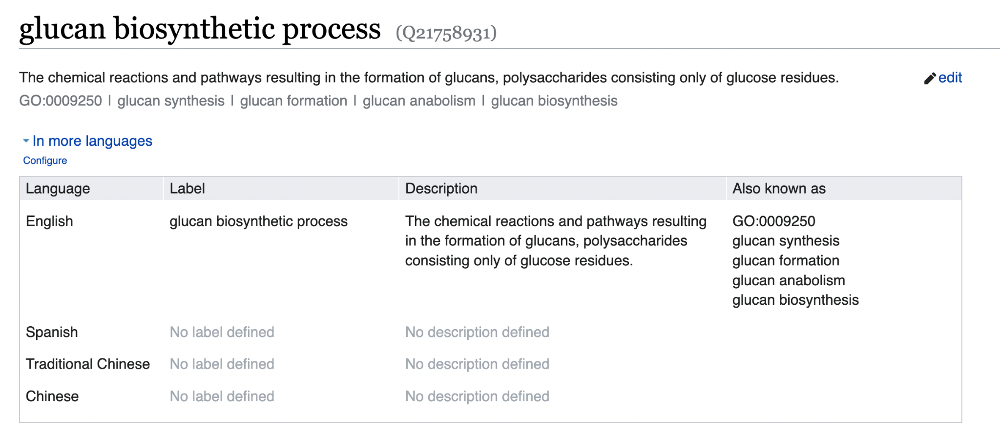 glucan biosynthetic process (Q21758931)
The chemical reactions and pathways resulting in the formation of glucans, polysaccharides consisting only of glucose residues.
edit
GO:0009250 | glucan synthesis | glucan formation | glucan anabolism | glucan biosynthesis
In more languages
Configure
Language Label Description Also known as
English glucan biosynthetic process The chemical reactions and pathways resulting GO:0009250
in the formation of glucans, polysaccharides glucan synthesis
consisting only of glucose residues. glucan formation
glucan anabolism
glucan biosynthesis
Spanish No label defined No description defined
Traditional Chinese No label defined No description defined
Chinese No label defined No description defined